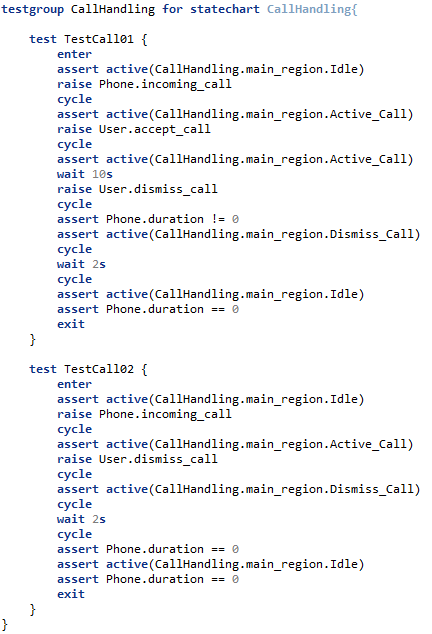 testgroup CallHandling for statechart CallHandling{
test TestCall01 {
enter
assert active(CallHandling.main_region.Idle)
raise Phone.incoming_call
cycle
assert active(CallHandling.main_region.Active_Call)
raise User.accept_call
cycle
assert active(CallHandling.main_region.Active_Call)
wait 10s
raise User.dismiss_call
cycle
assert Phone.duration != 0
assert active(CallHandling.main_region.Dismiss_Call)
cycle
wait 2s
cycle
assert active(CallHandling.main_region.Idle)
assert Phone.duration == 0
exit
}
test TestCall02 {
enter
assert active(CallHandling.main_region.Idle)
raise Phone.incoming_call
cycle
assert active(CallHandling.main_region.Active_Call)
raise User.dismiss_call
cycle
assert active(CallHandling.main_region.Dismiss_Call)
cycle
wait 2s
cycle
assert Phone.duration == 0
assert active(CallHandling.main_region.Idle)
assert Phone.duration == 0
exit
}
}